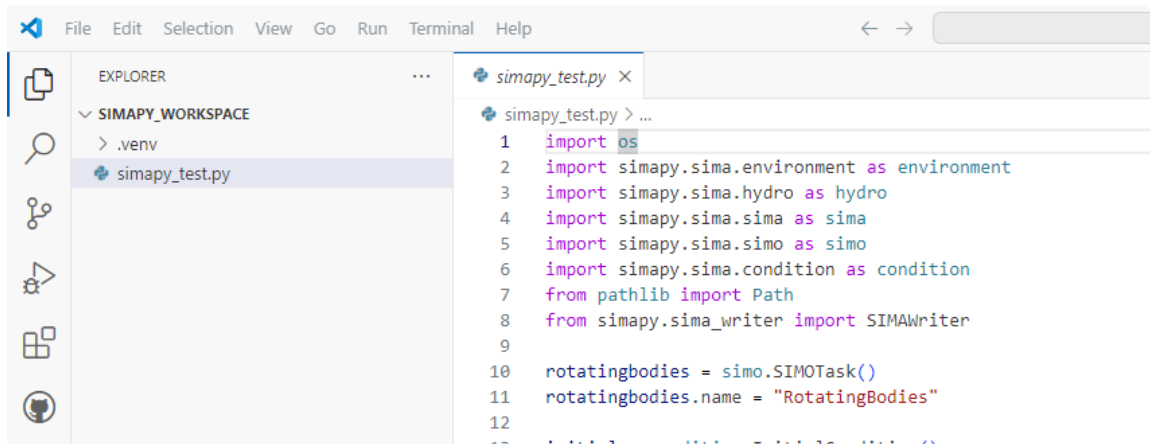 File Edit Selection View Go Run Terminal Help
EXPLORER ...
SIMAPY_WORKSPACE
.venv
simapy_test.py
simapy_test.py
simapy_test.py > ...
1 import os
2 import simapy.sima.environment as environment
3 import simapy.sima.hydro as hydro
4 import simapy.sima.sima as sima
5 import simapy.sima.simo as simo
6 import simapy.sima.condition as condition
7 from pathlib import Path
8 from simapy.sima_writer import SIMAWriter
9
10 rotatingbodies = simo.SIMOTask()
11 rotatingbodies.name = "RotatingBodies"
12